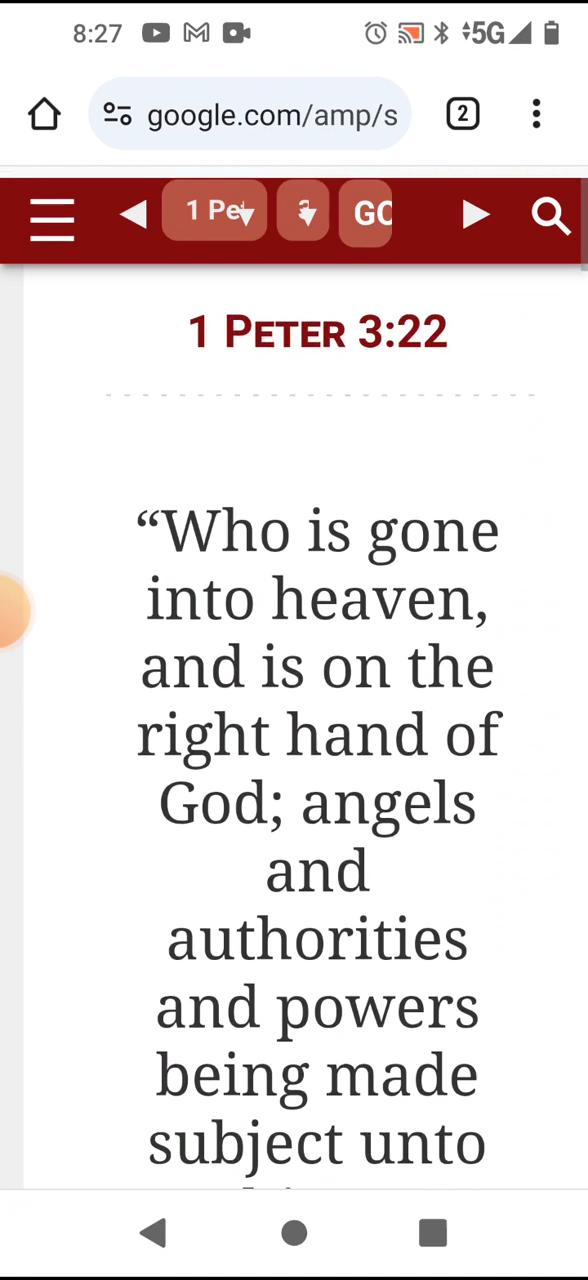 8:27 5G
google.com/amp/s 2
1 Pe GO
1 PETER 3:22
“Who is gone
into heaven,
and is on the
right hand of
God; angels
and
authorities
and powers
being made
subject unto